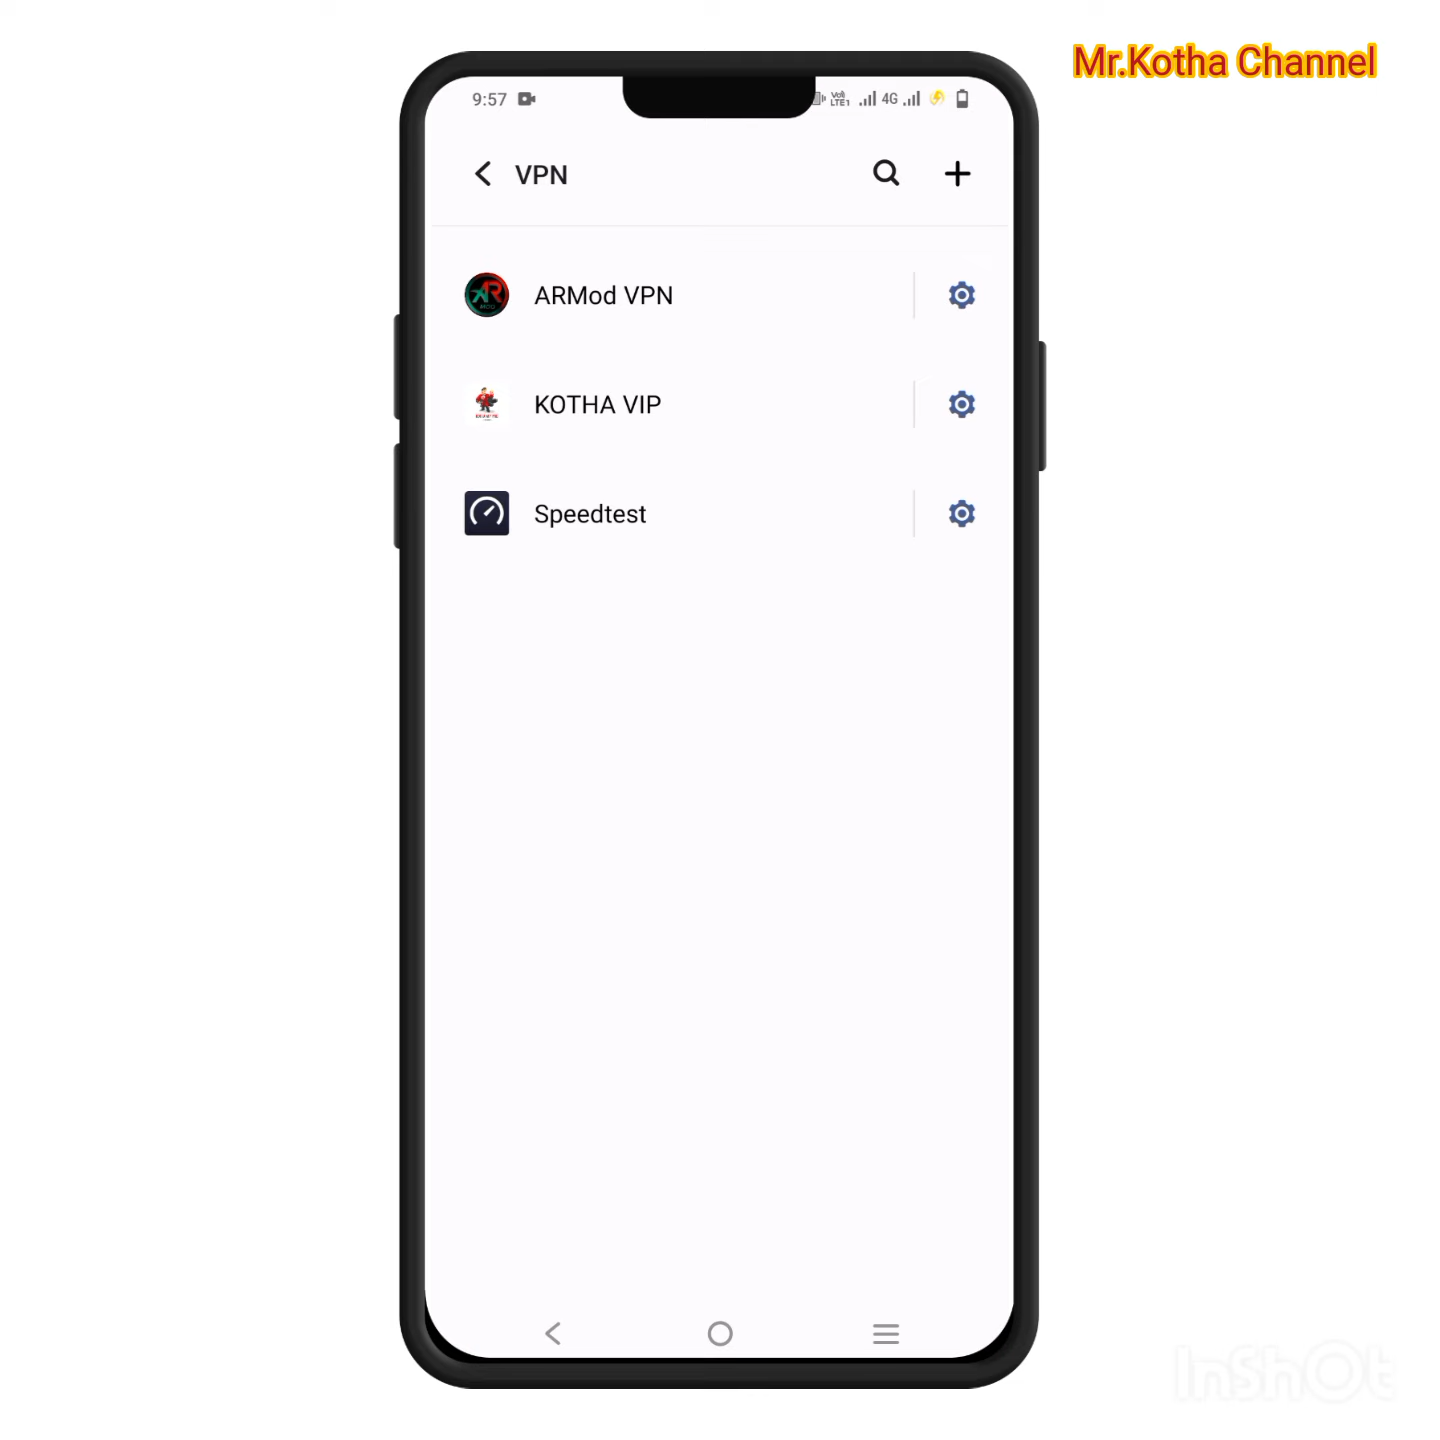 Mr.Kotha Channel
9:57
4G
VPN
ARMod VPN
KOTHA VIP
Speedtest
InShOt